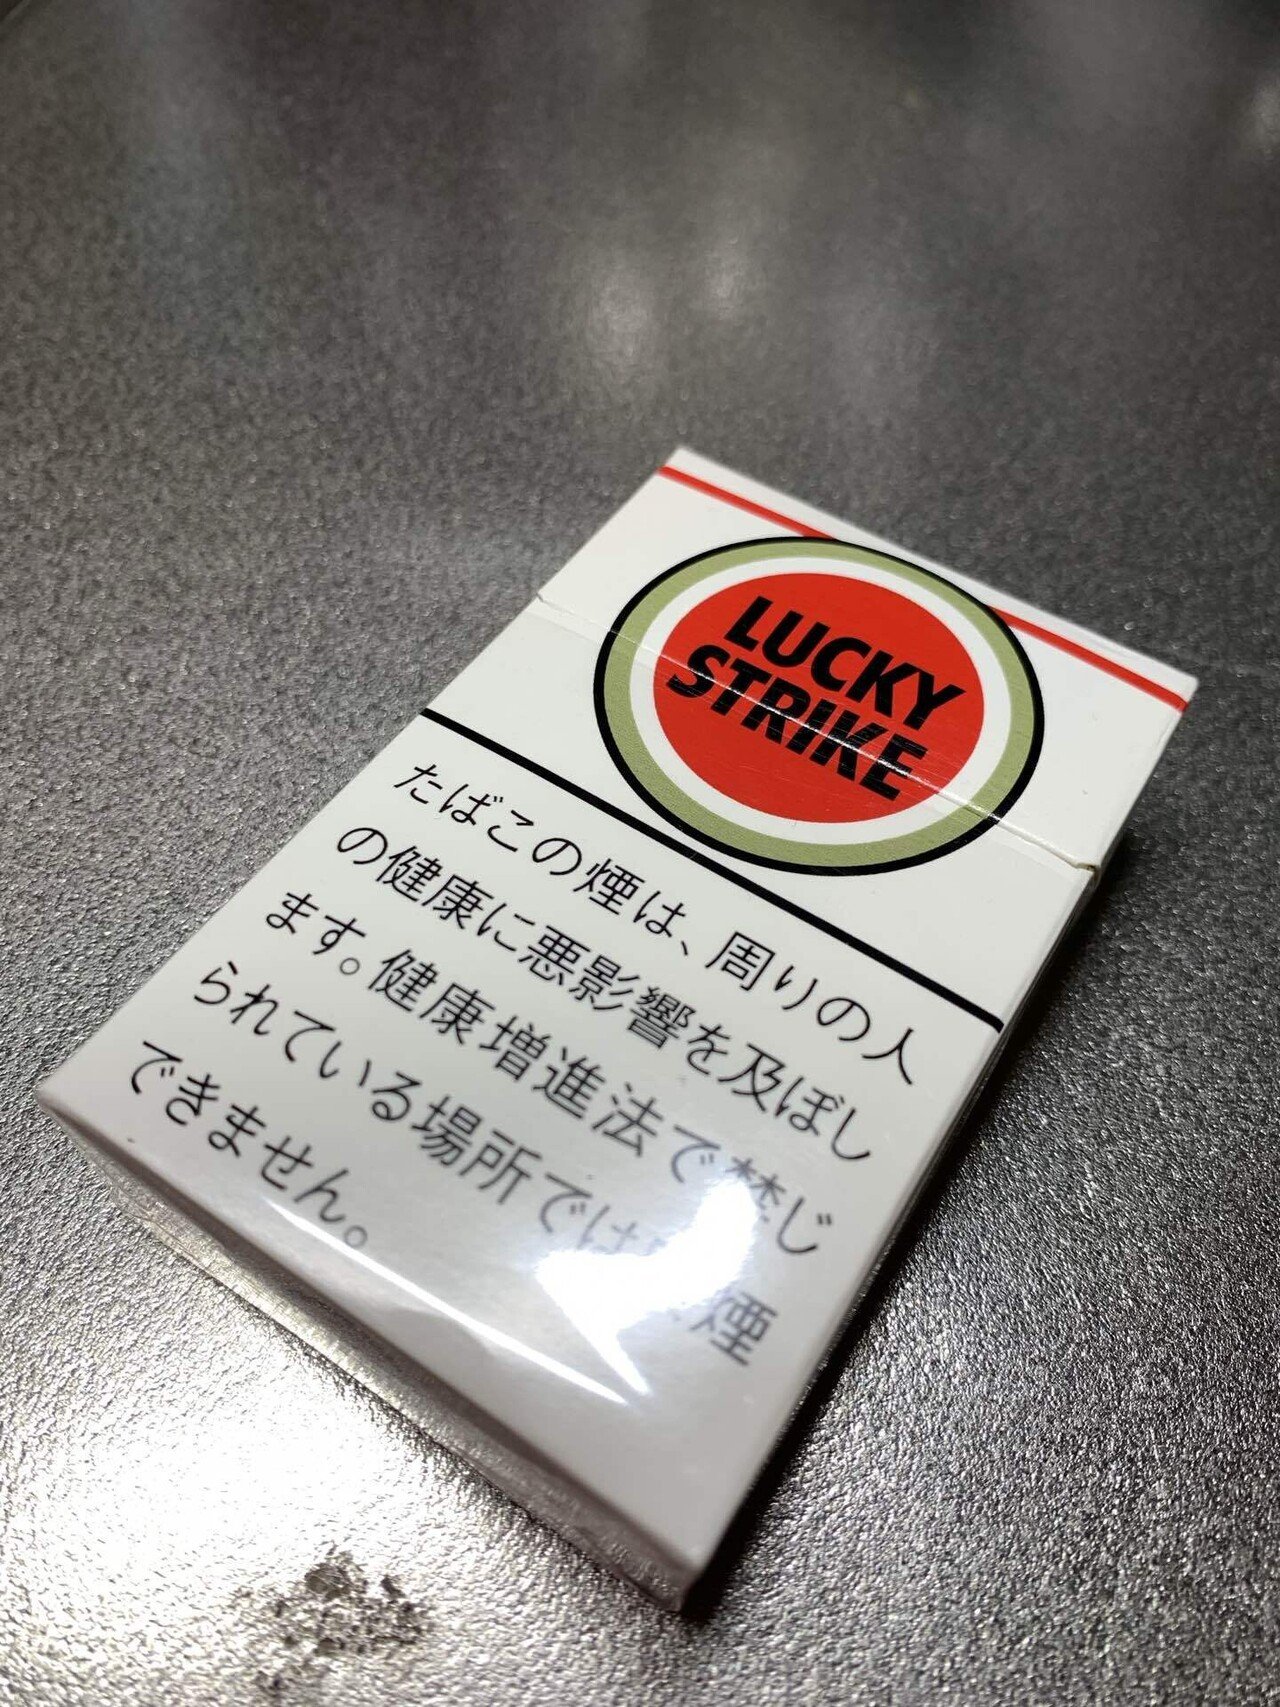 LUCKY
STRIKE
たばこの煙は、周りの人
の健康に悪影響を及ぼし
ます。健康増進法で禁じ
られている場所では 煙
できません。